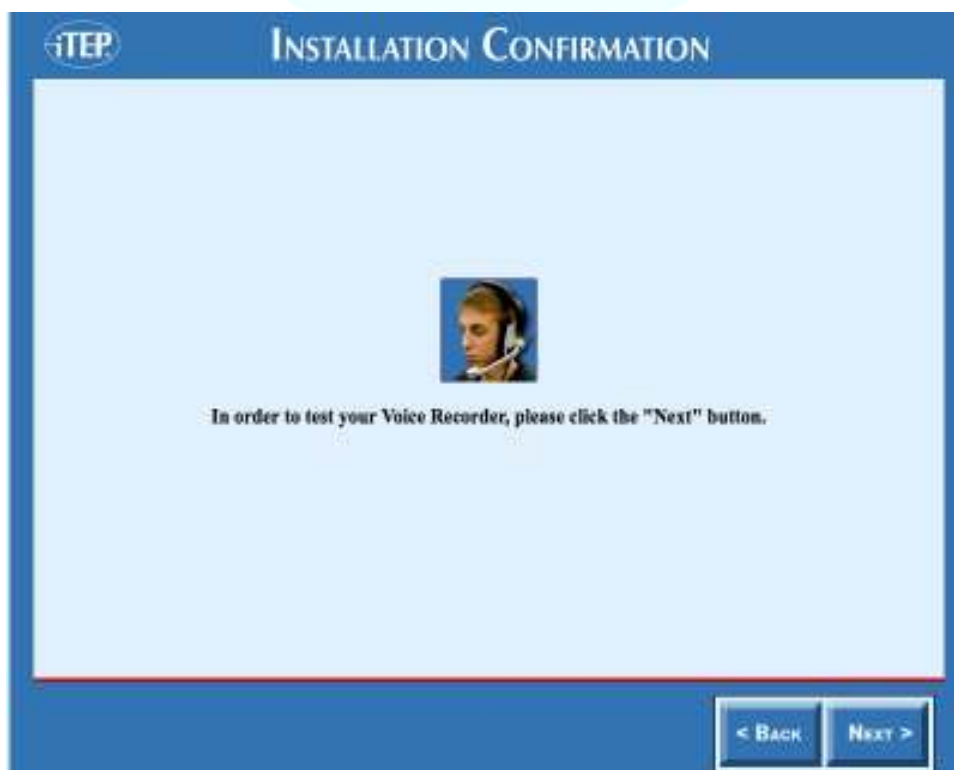 iTEP
INSTALLATION CONFIRMATION
In order to test your Voice Recorder, please click the "Next" button.
< BACK
NEXT >